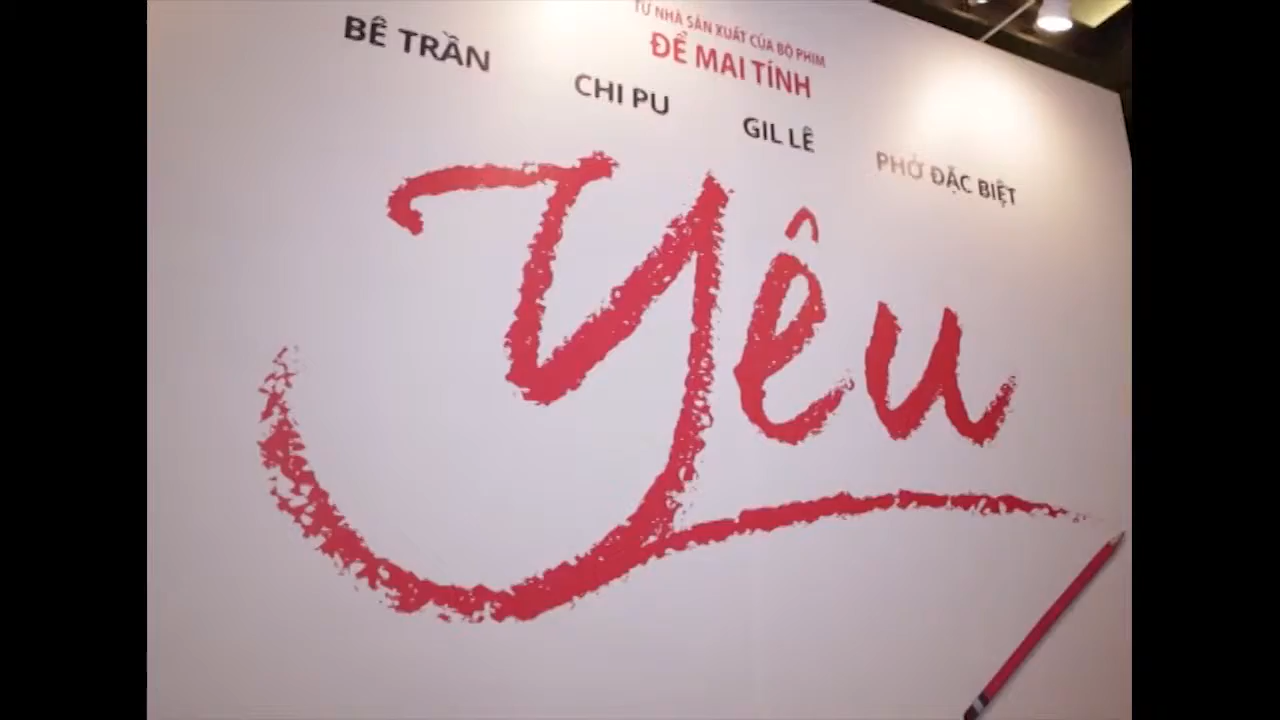 TỪ NHÀ SẢN XUẤT CỦA BỘ PHIM
ĐỂ MAI TÍNH
BÊ TRẦN
CHI PU
GIL LÊ
PHỞ ĐẶC BIỆT
yêu